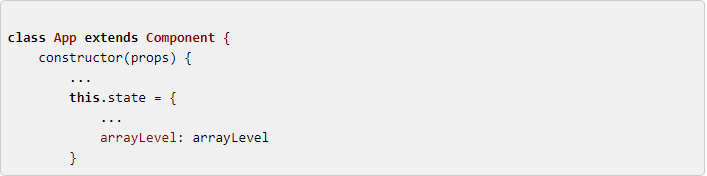 class App extends Component {
    constructor(props) {
        ...
        this.state = {
            ...
            arrayLevel: arrayLevel
        }